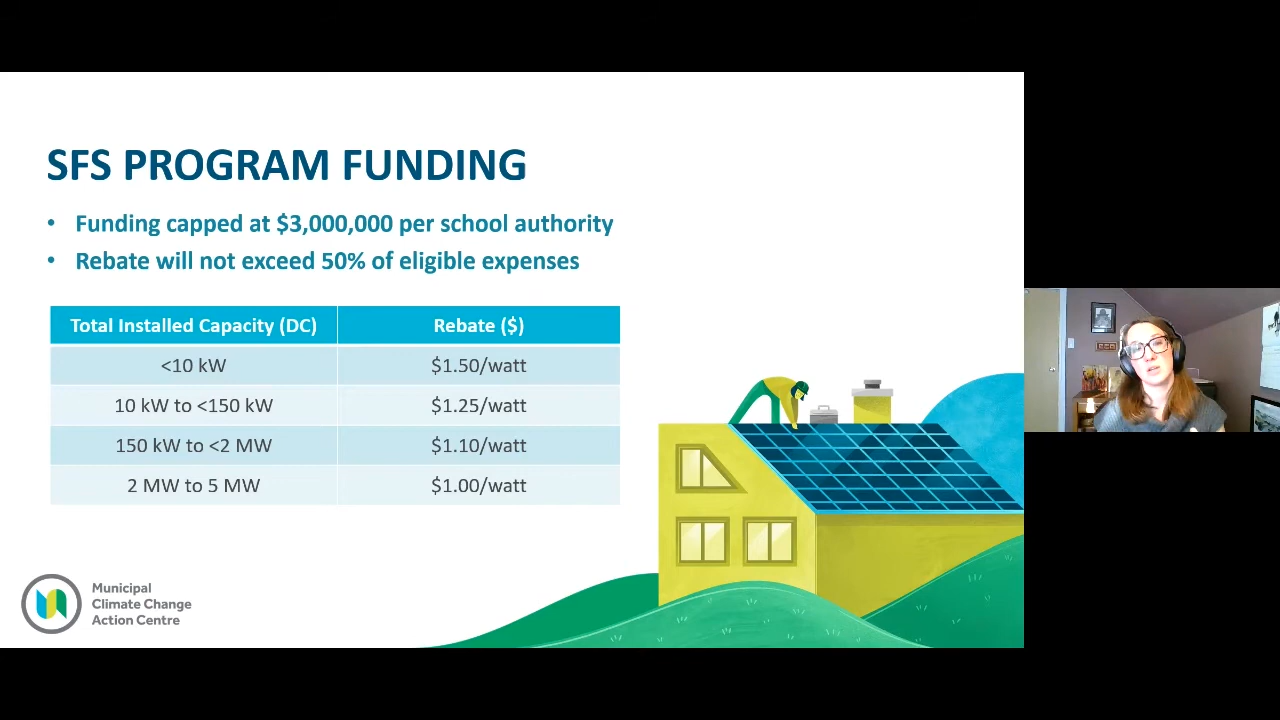 SFS PROGRAM FUNDING
• Funding capped at $3,000,000 per school authority
• Rebate will not exceed 50% of eligible expenses
Total Installed Capacity (DC) Rebate ($)
<10 kW $1.50/watt
10 kW to <150 kW $1.25/watt
150 kW to <2 MW $1.10/watt
2 MW to 5 MW $1.00/watt
Municipal
Climate Change
Action Centre